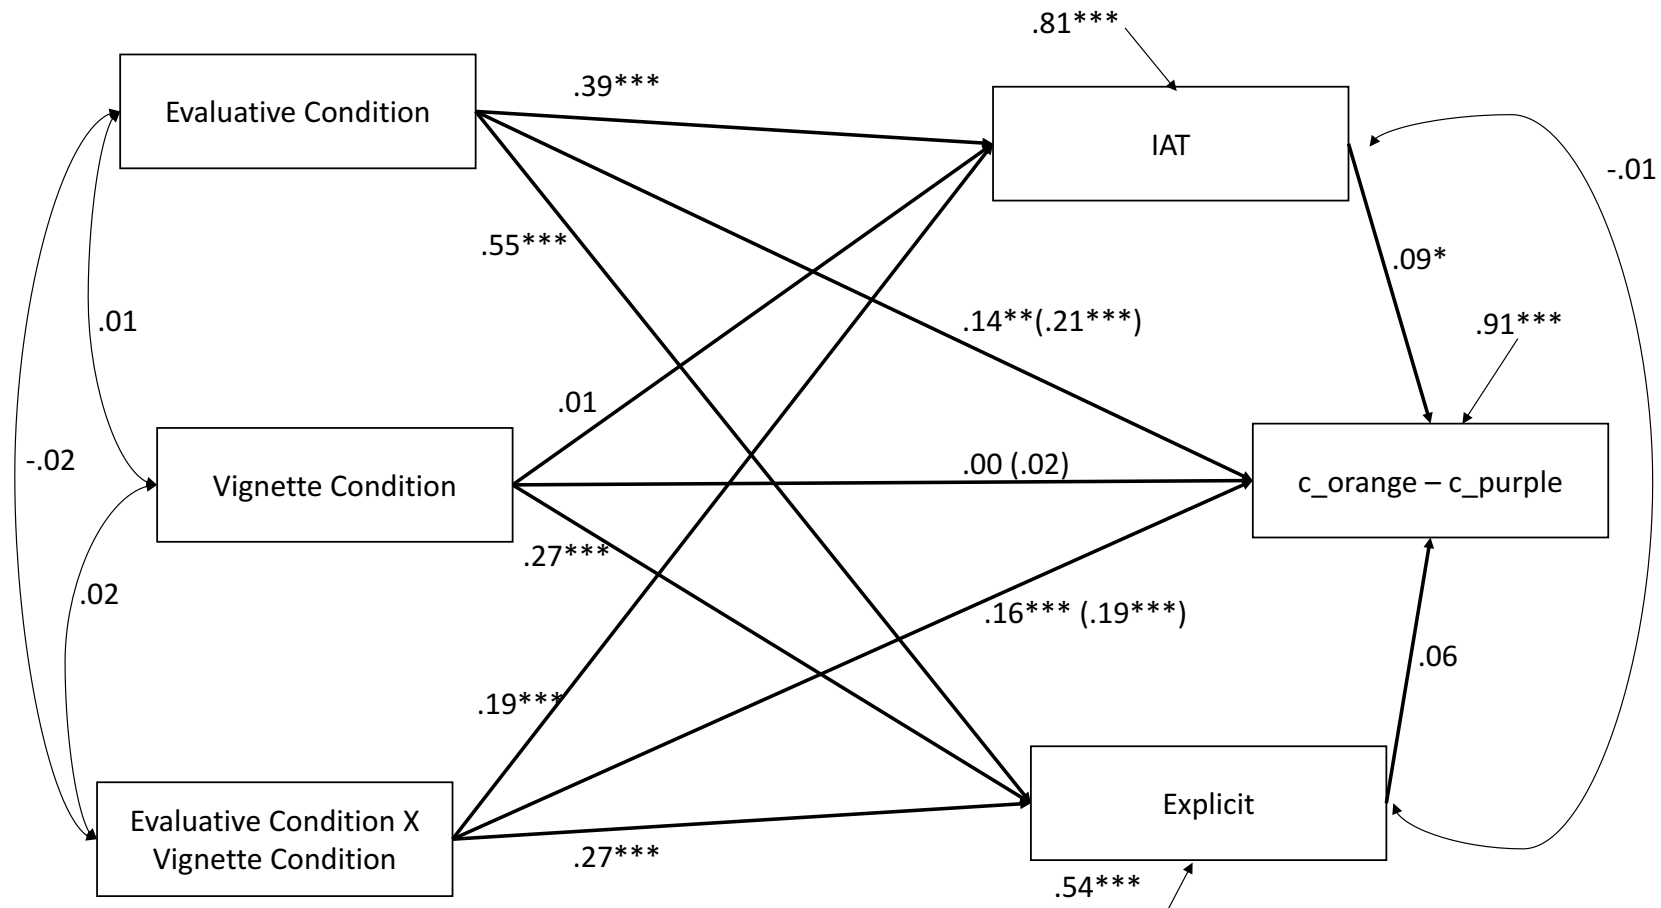 .81***
Evaluative Condition
.39***
IAT
-.01
.55***
.09*
.01
.14**(.21***)
.91***
.01
-.02
Vignette Condition
.00 (.02)
c_orange – c_purple
.27***
.02
.16*** (.19***)
.06
.19***
Evaluative Condition X
Vignette Condition
Explicit
.27***
.54***